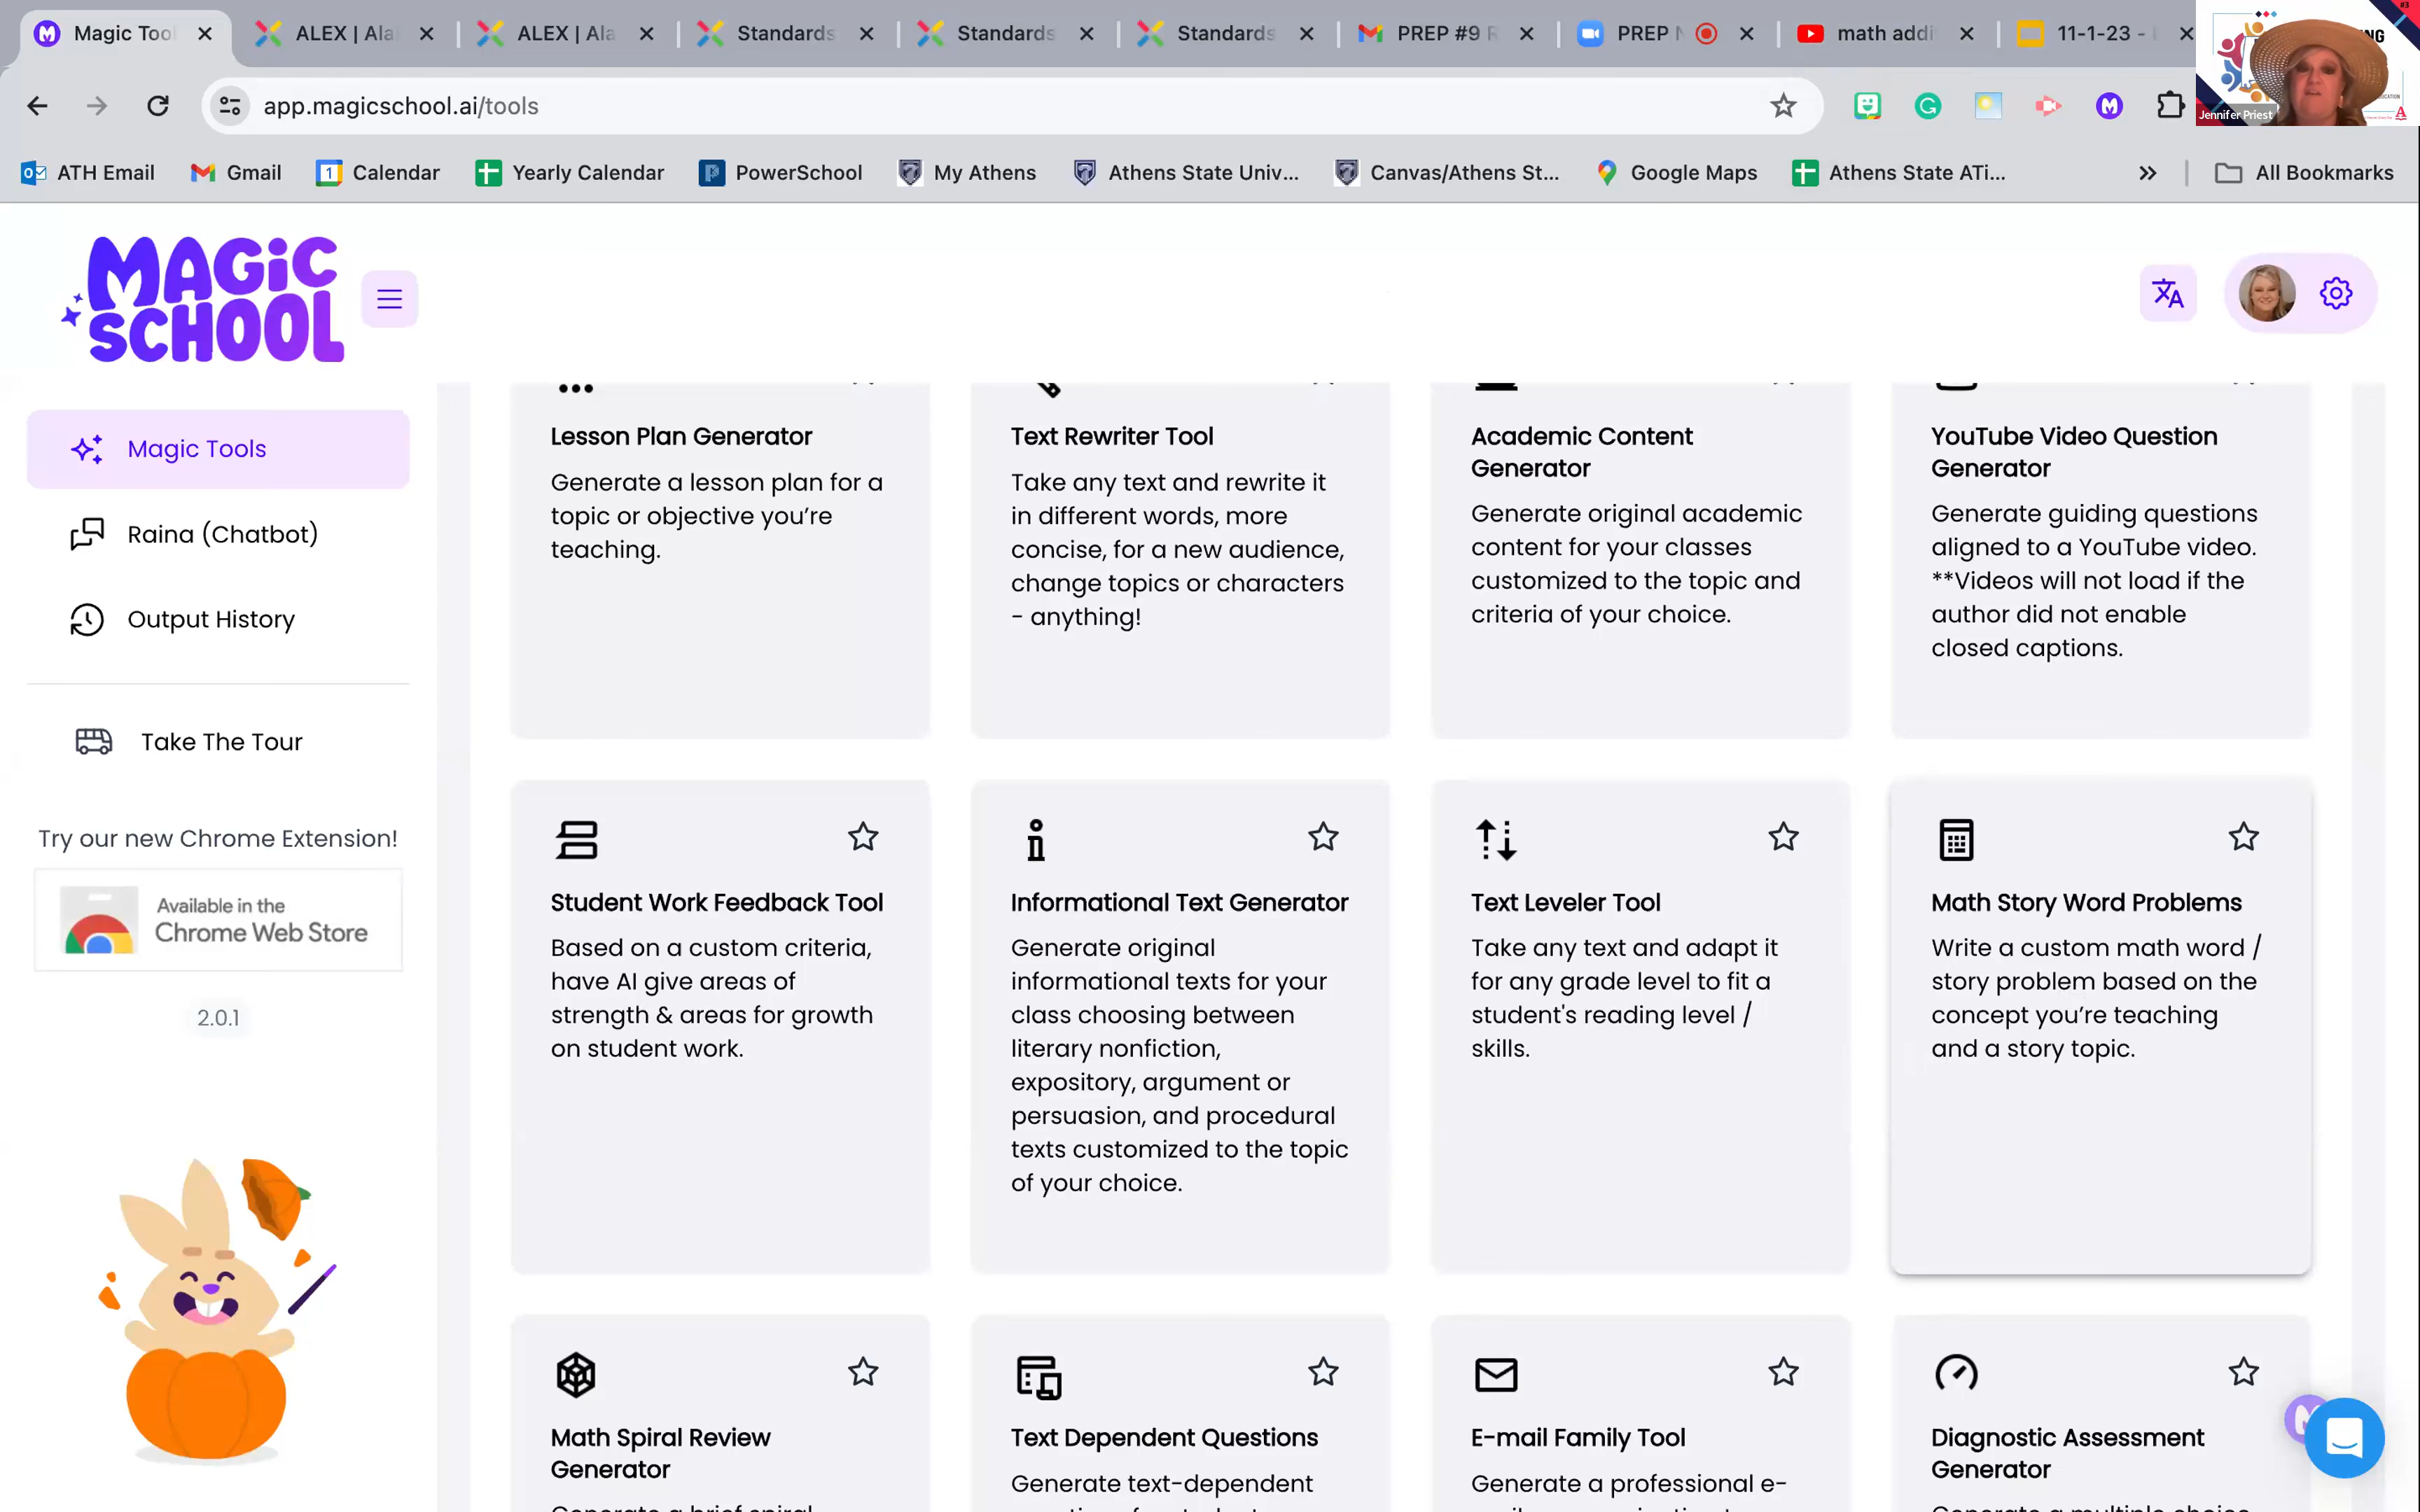 Magic Tool
ALEX | Ala
ALEX | Ala
Standards
Standards
Standards
PREP #9 R
PREP N
math addi
11-1-23 -
app.magicschool.ai/tools
Jennifer Priest
ATH Email
Gmail
Calendar
Yearly Calendar
PowerSchool
My Athens
Athens State Univ...
Canvas/Athens St...
Google Maps
Athens State ATi...
All Bookmarks
MAGiC
SCHOOL
Magic Tools
Raina (Chatbot)
Output History
Take The Tour
Try our new Chrome Extension!
Available in the
Chrome Web Store
2.0.1
Lesson Plan Generator
Generate a lesson plan for a
topic or objective you’re
teaching.
Text Rewriter Tool
Take any text and rewrite it
in different words, more
concise, for a new audience,
change topics or characters
- anything!
Academic Content
Generator
Generate original academic
content for your classes
customized to the topic and
criteria of your choice.
YouTube Video Question
Generator
Generate guiding questions
aligned to a YouTube video.
**Videos will not load if the
author did not enable
closed captions.
Student Work Feedback Tool
Based on a custom criteria,
have AI give areas of
strength & areas for growth
on student work.
Informational Text Generator
Generate original
informational texts for your
class choosing between
literary nonfiction,
expository, argument or
persuasion, and procedural
texts customized to the topic
of your choice.
Text Leveler Tool
Take any text and adapt it
for any grade level to fit a
student's reading level /
skills.
Math Story Word Problems
Write a custom math word /
story problem based on the
concept you’re teaching
and a story topic.
Math Spiral Review
Generator
Text Dependent Questions
Generate text-dependent
E-mail Family Tool
Generate a professional e-
Diagnostic Assessment
Generator